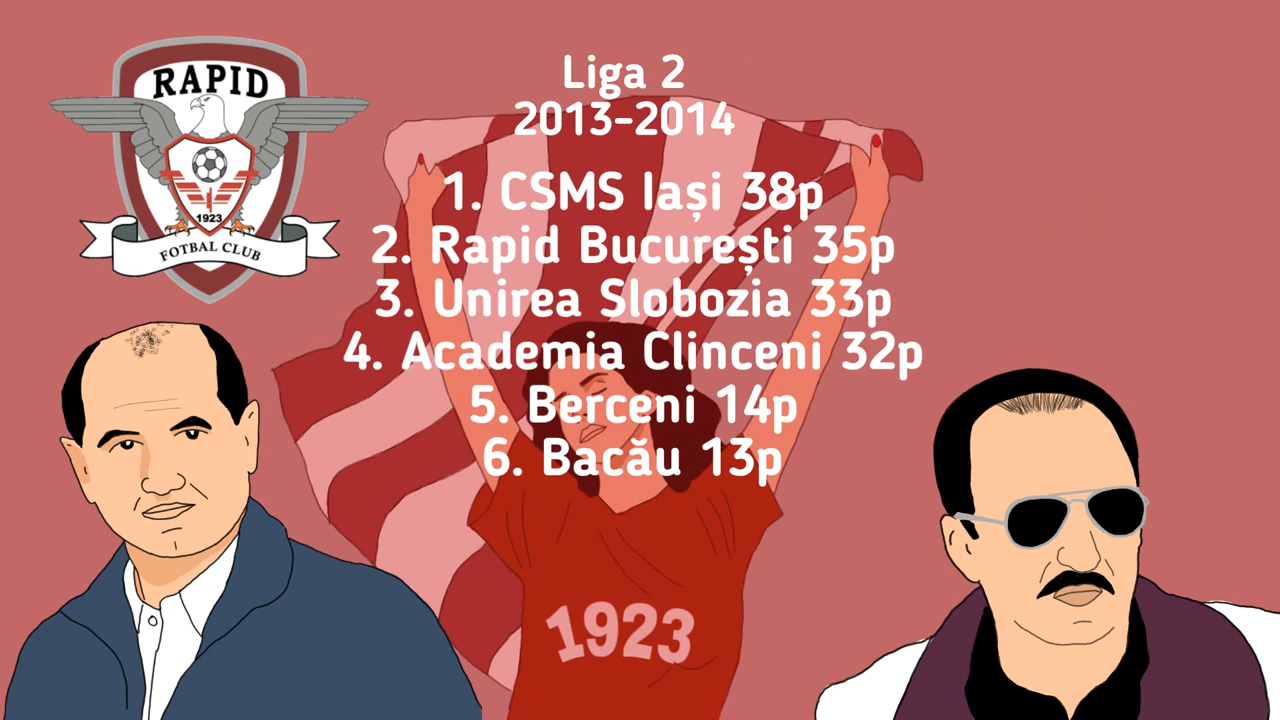 RAPID
1923
FOTBAL CLUB
Liga 2
2013-2014
1. CSMS Iași 38p
2. Rapid București 35p
3. Unirea Slobozia 33p
4. Academia Clinceni 32p
5. Berceni 14p
6. Bacău 13p
1923